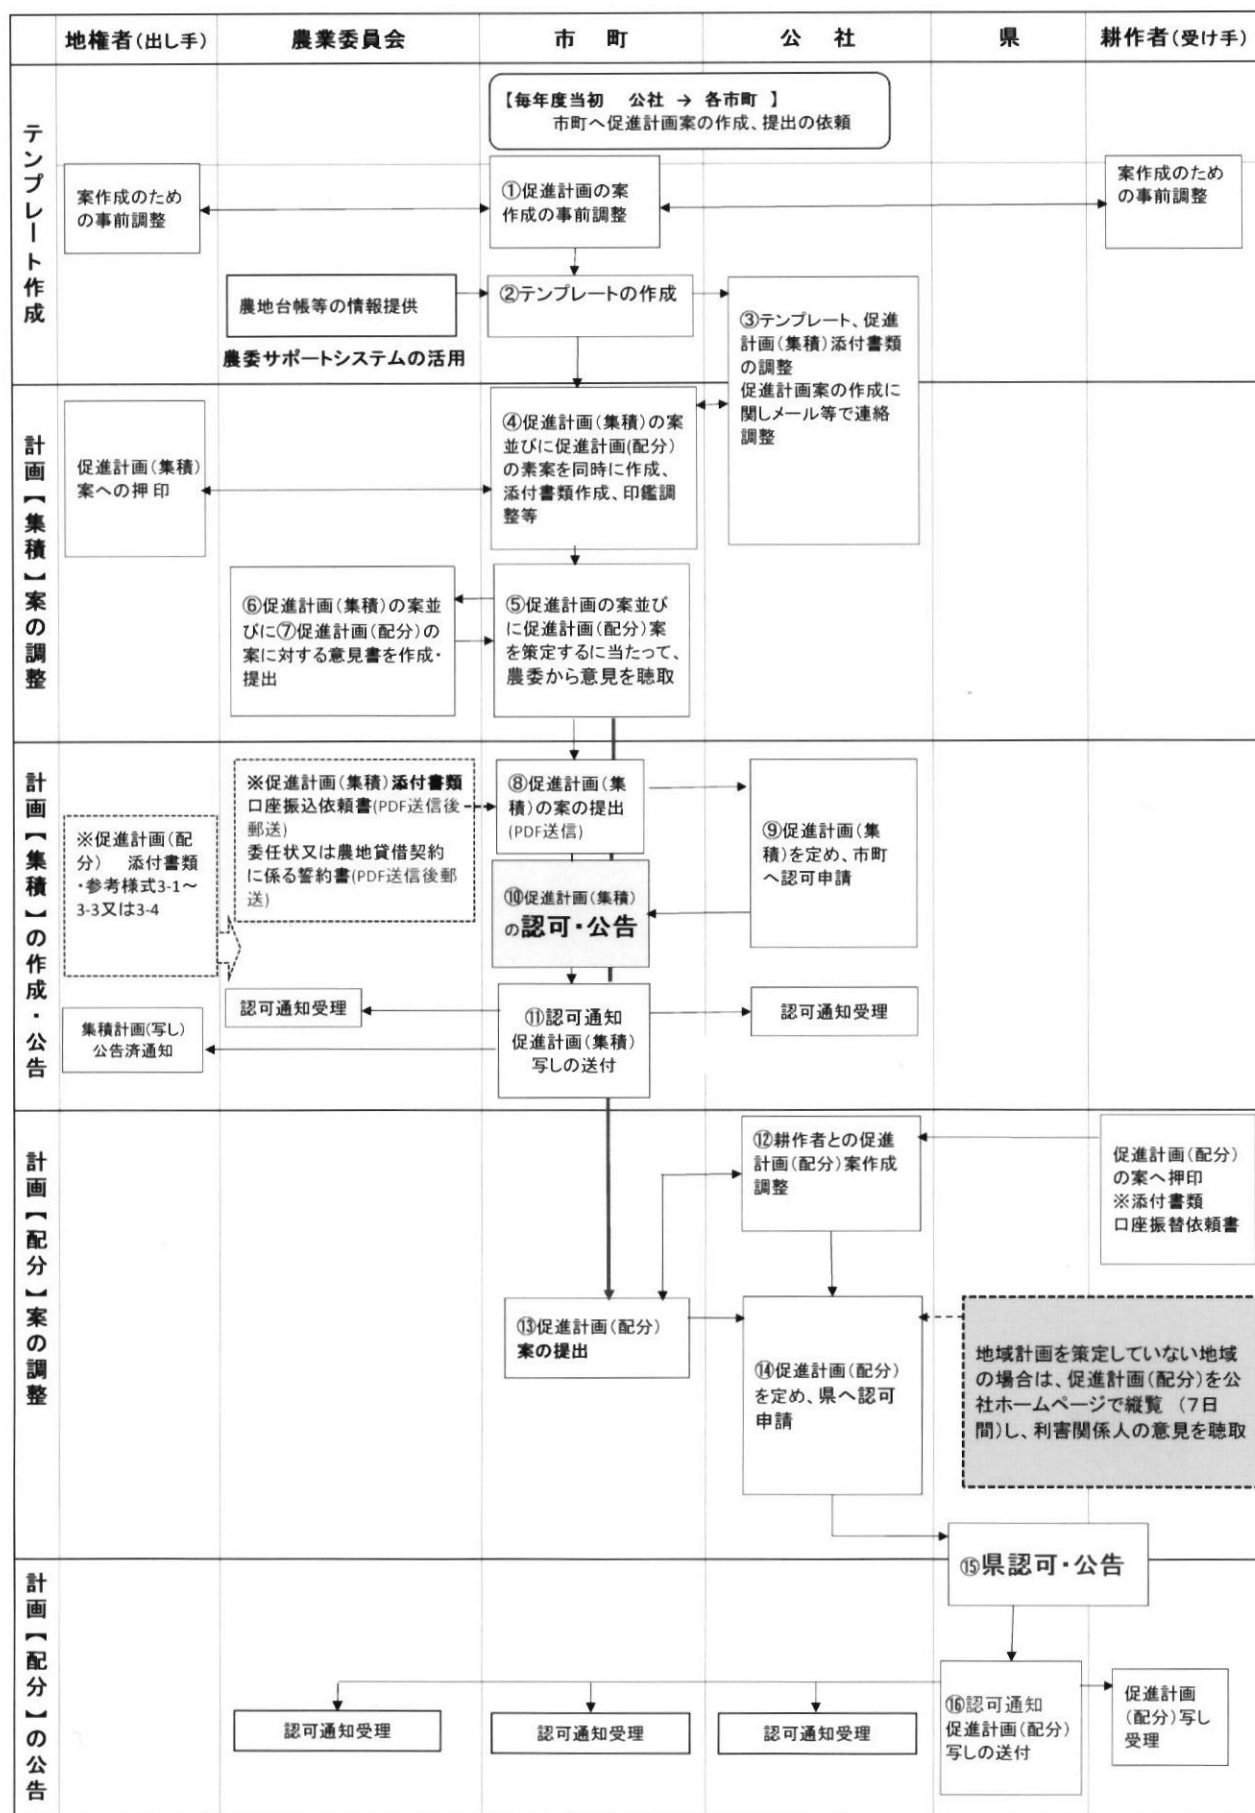 地権者(出し手)
農業委員会
市 町
公 社
県
耕作者(受け手)
テンプレート作成
【毎年度当初 公社 → 各市町 】
市町へ促進計画案の作成、提出の依頼
案作成のため
の事前調整
①促進計画の案
作成の事前調整
案作成のため
の事前調整
農地台帳等の情報提供
農委サポートシステムの活用
②テンプレートの作成
③テンプレート、促進
計画(集積)添付書類
の調整
促進計画案の作成に
関しメール等で連絡
調整
計画【集積】案の調整
促進計画(集積)
案への押印
④促進計画(集積)の案
並びに促進計画(配分)
の素案を同時に作成、
添付書類作成、印鑑調
整等
⑥促進計画(集積)の案並
びに⑦促進計画(配分)の
案に対する意見書を作成・
提出
⑤促進計画の案並び
に促進計画(配分)案
を策定するに当たって、
農委から意見を聴取
計画【集積】の作成・公告
※促進計画(配
分) 添付書類
・参考様式3-1～
3-3又は3-4
※促進計画(集積)添付書類
口座振込依頼書(PDF送信後
郵送)
委任状又は農地貸借契約
に係る誓約書(PDF送信後郵
送)
⑧促進計画(集
積)の案の提出
(PDF送信)
⑨促進計画(集
積)を定め、市町
へ認可申請
⑩促進計画(集積)
の認可・公告
認可通知受理
集積計画(写し)
公告済通知
⑪認可通知
促進計画(集積)
写しの送付
認可通知受理
計画【配分】案の調整
⑫耕作者との促進
計画(配分)案作成
調整
促進計画(配分)
の案へ押印
※添付書類
口座振替依頼書
⑬促進計画(配分)
案の提出
⑭促進計画(配分)
を定め、県へ認可
申請
地域計画を策定していない地域
の場合は、促進計画(配分)を公
社ホームページで縦覧 (7日
間)し、利害関係人の意見を聴取
⑮県認可・公告
計画【配分】の公告
認可通知受理
認可通知受理
認可通知受理
⑯認可通知
促進計画(配分)
写しの送付
促進計画
(配分)写し
受理